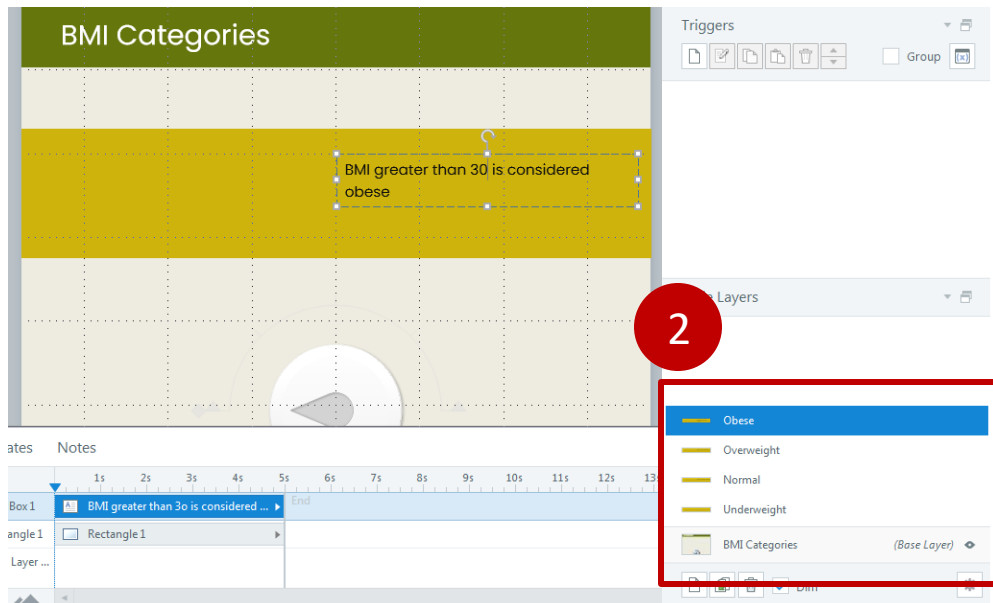 BMI Categories
BMI greater than 30 is considered
obese
Triggers
Group
(x)
2
Layers
Obese
Overweight
Normal
Underweight
BMI Categories (Base Layer)
Dim
ates Notes
1s 2s 3s 4s 5s 6s 7s 8s 9s 10s 11s 12s 13s
Box 1 BMI greater than 3o is considered ... End
angle 1 Rectangle 1
Layer ...